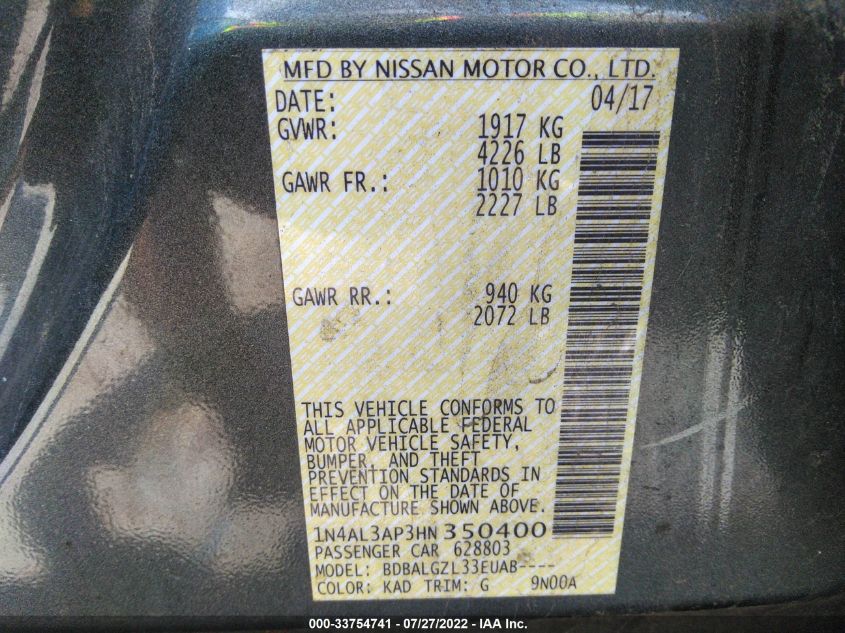 MFD BY NISSAN MOTOR CO., LTD.
DATE: 04/17
GVWR: 1917 KG
4226 LB
GAWR FR.: 1010 KG
2227 LB
GAWR RR.: 940 KG
2072 LB
THIS VEHICLE CONFORMS TO
ALL APPLICABLE FEDERAL
MOTOR VEHICLE SAFETY,
BUMPER, AND THEFT
PREVENTION STANDARDS IN
EFFECT ON THE DATE OF
MANUFACTURE SHOWN ABOVE.
1N4AL3AP3HN 350400
PASSENGER CAR 628803
MODEL: BDBALGZL33EUAB----
COLOR: KAD TRIM: G 9N00A
000-33754741 - 07/27/2022 - IAA Inc.